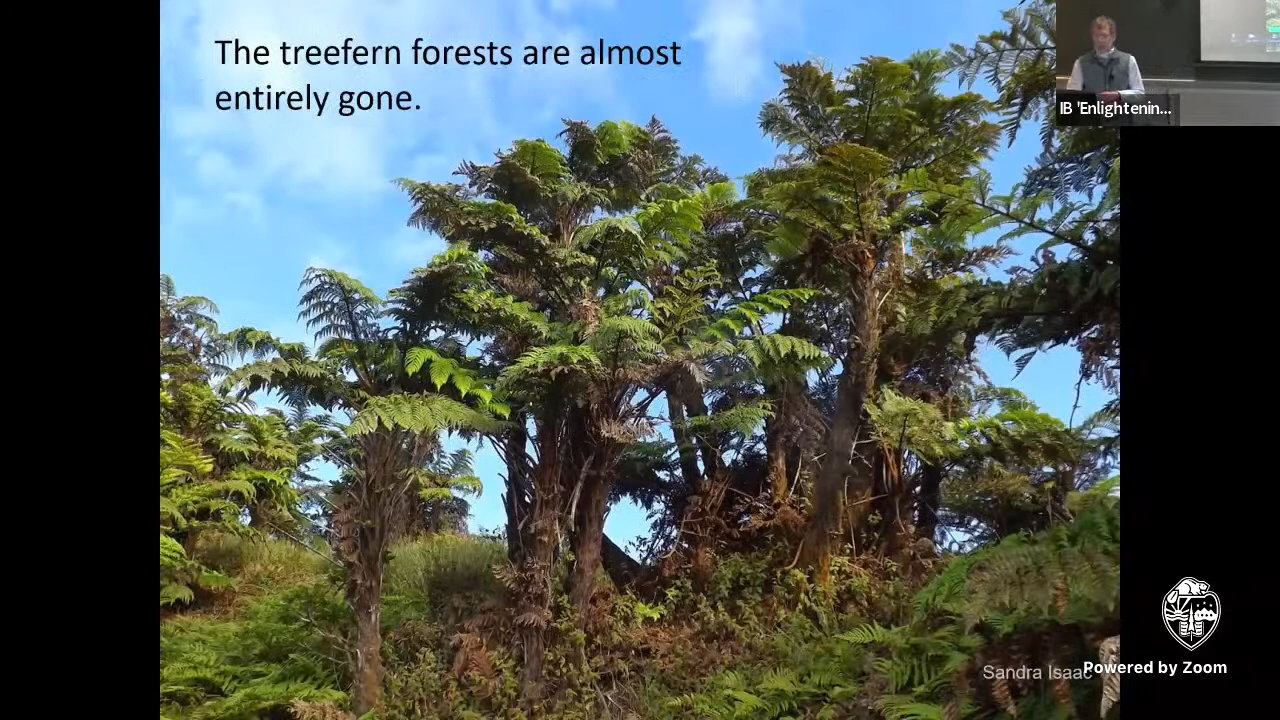 The treefern forests are almost
entirely gone.
IB 'Enlightenin...
Sandra Isaac
Powered by Zoom